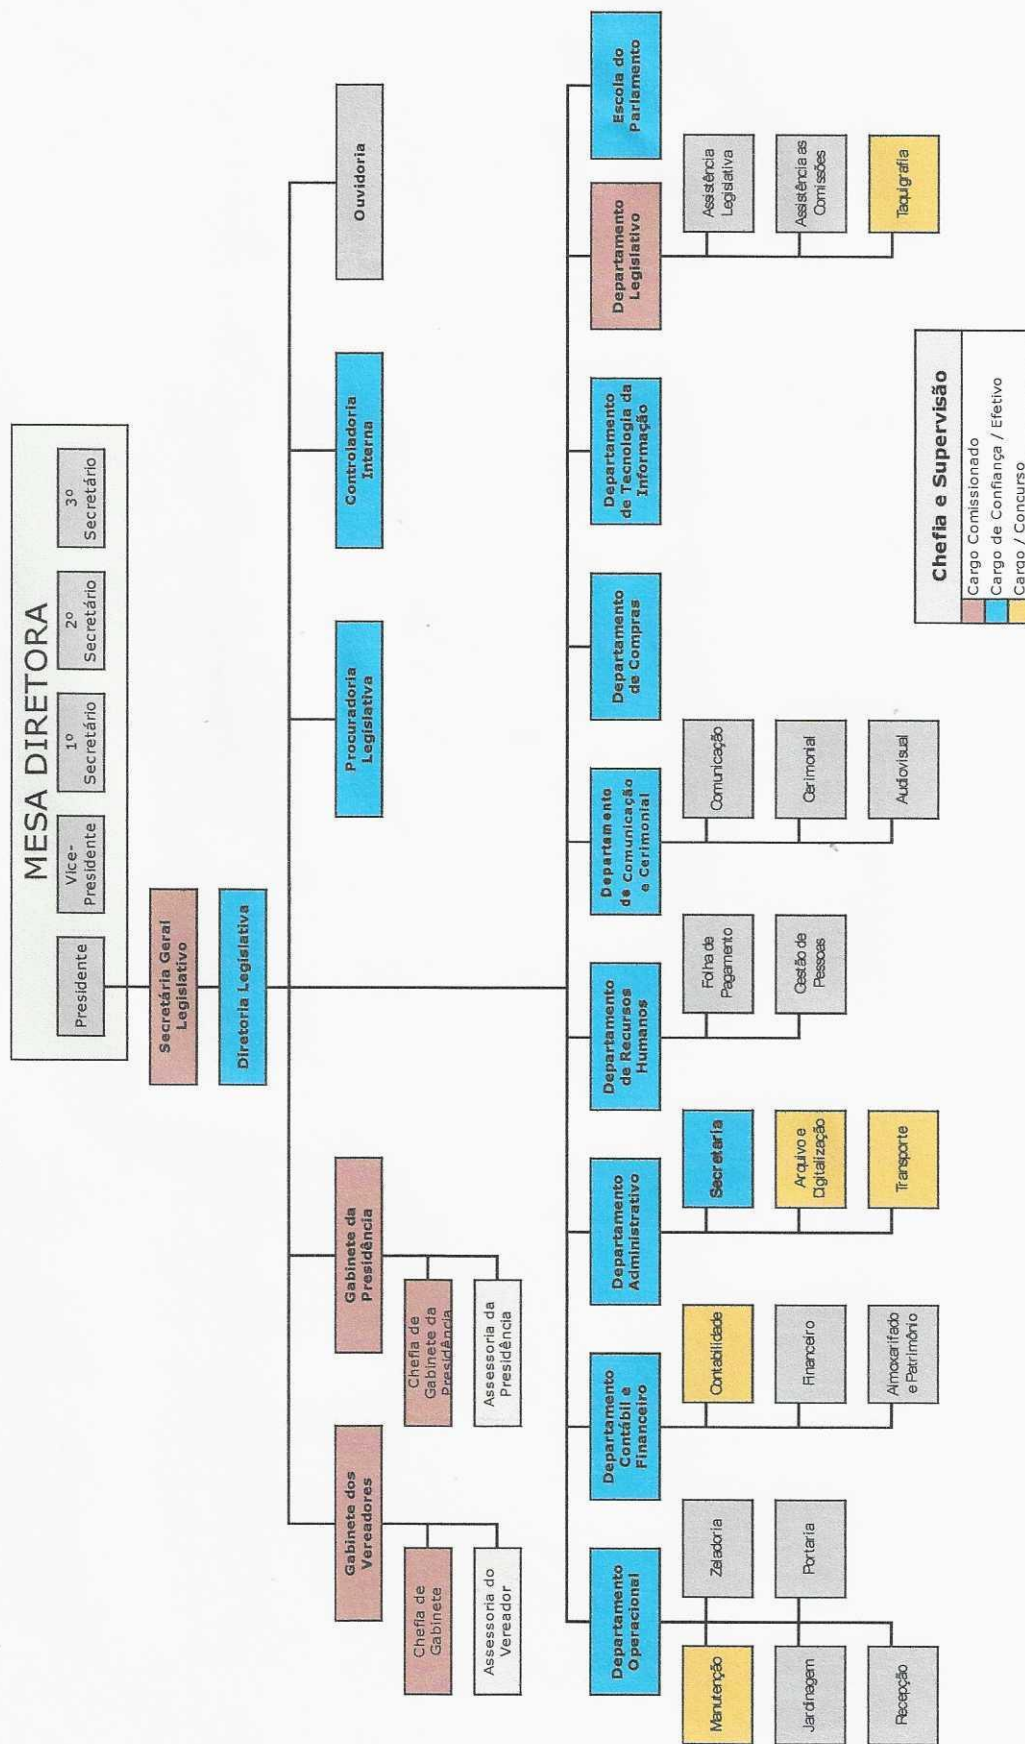 MESA DIRETORA
Presidente
Vice-
Presidente
1º
Secretário
2º
Secretário
3º
Secretário
Secretária Geral
Legislativo
Diretoria Legislativa
Gabinete dos
Vereadores
Chefia de
Gabinete
Assessoria do
Vereador
Gabinete da
Presidência
Chefia de
Gabinete da
Presidência
Assessoria da
Presidência
Procuradoria
Legislativa
Controladoria
Interna
Ouvidoria
Departamento
Operacional
Manutenção
Zeladoria
Jardinagem
Portaria
Recepção
Departamento
Contábil e
Financeiro
Contabilidade
Financeiro
Almoxarifado
e Patrimônio
Departamento
Administrativo
Secretaria
Arquivo e
Digitalização
Transporte
Departamento
de Recursos
Humanos
Folha de
Pagamento
Gestão de
Pessoas
Departamento
de Comunicação
e Cerimonial
Comunicação
Cerimonial
Audiovisual
Departamento
de Compras
Departamento
de Tecnologia da
Informação
Departamento
Legislativo
Assistência
Legislativa
Assistência as
Comissões
Taquigrafia
Escola do
Parlamento
Chefia e Supervisão
Cargo Comissionado
Cargo de Confiança / Efetivo
Cargo / Concurso